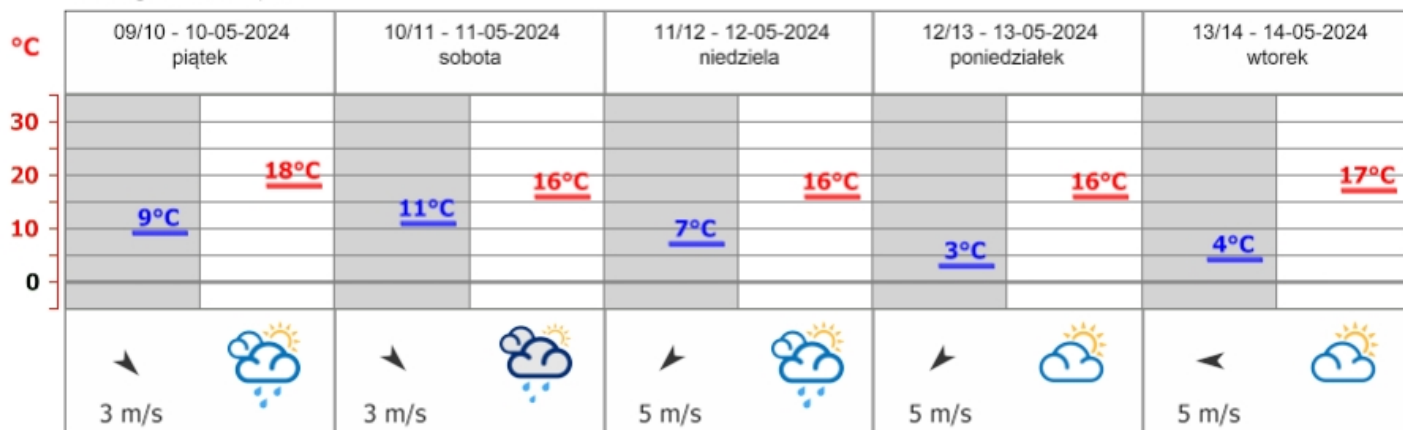 09/10 - 10-05-2024
piątek
10/11 - 11-05-2024
sobota
11/12 - 12-05-2024
niedziela
12/13 - 13-05-2024
poniedziałek
13/14 - 14-05-2024
wtorek
°C
30
20
10
0
9°C
18°C
11°C
16°C
7°C
16°C
3°C
16°C
4°C
17°C
3 m/s
3 m/s
5 m/s
5 m/s
5 m/s